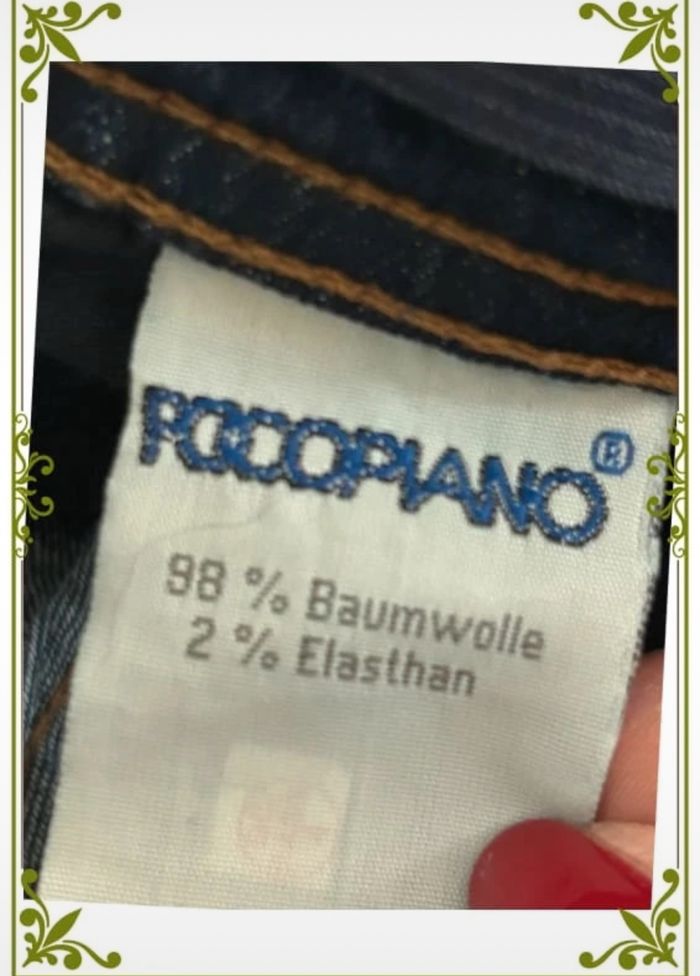 POCOPIANO®
98 % Baumwolle
2 % Elasthan